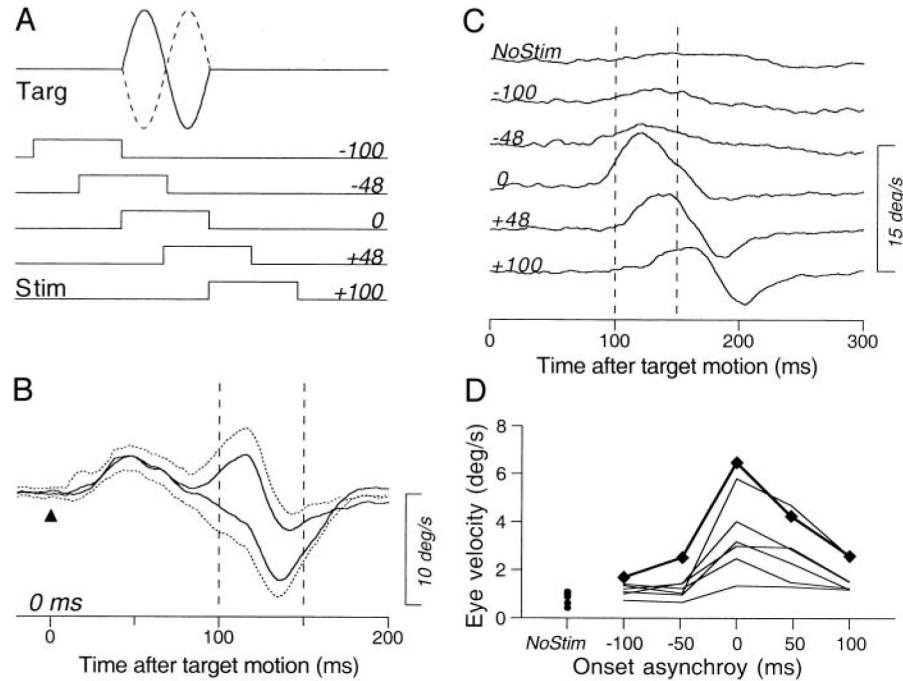 A
Targ
-100
-48
0
+48
Stim
+100
B
10 deg/s
0 ms
0
100
200
Time after target motion (ms)
C
NoStim
-100
-48
0
+48
+100
15 deg/s
0
100
200
300
Time after target motion (ms)
D
Eye velocity (deg/s)
8
6
4
2
0
NoStim
-100
-50
0
50
100
Onset asynchroy (ms)